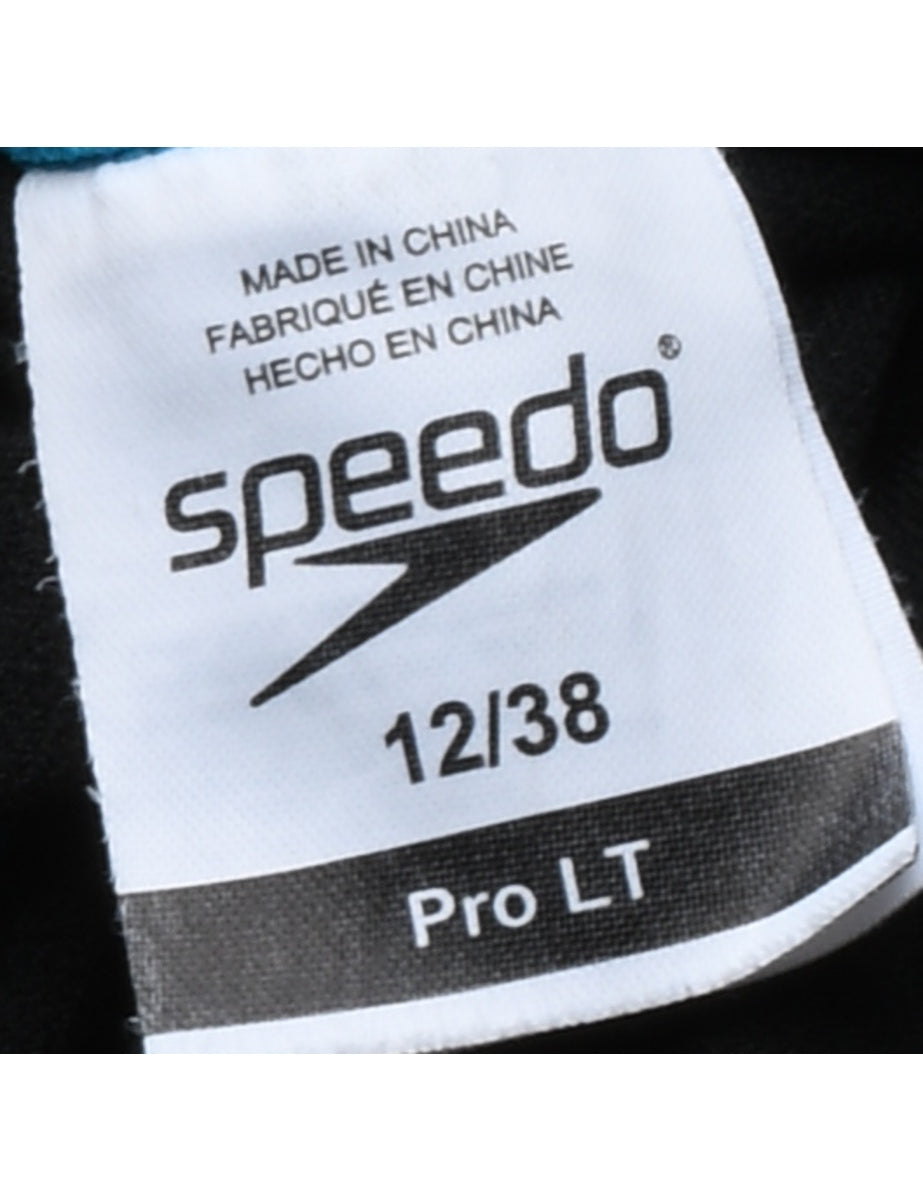 MADE IN CHINA
FABRIQUÉ EN CHINE
HECHO EN CHINA
speedo®
12/38
Pro LT